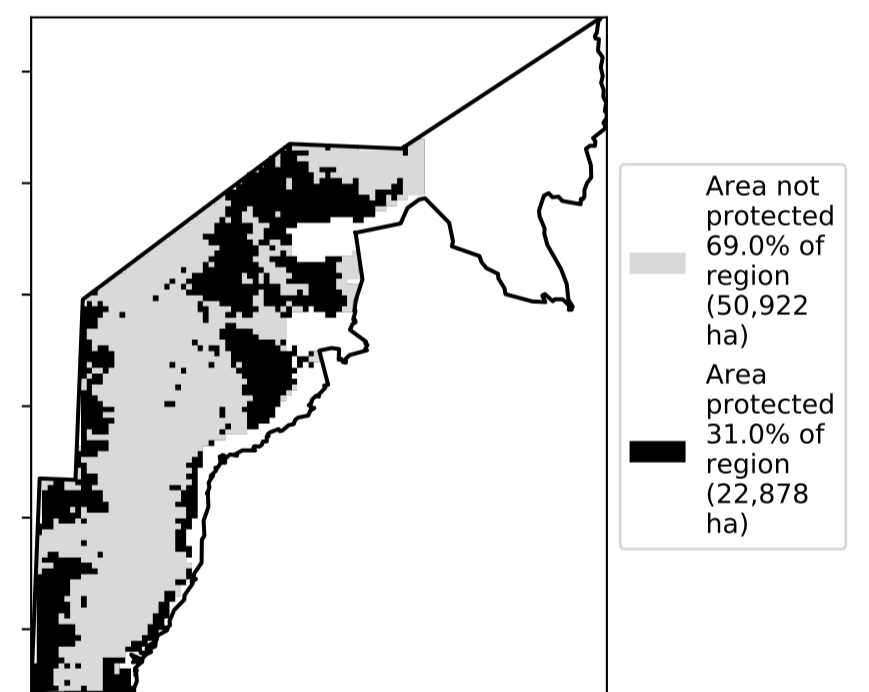 Area not
protected
69.0% of
region
(50,922
ha)
Area
protected
31.0% of
region
(22,878
ha)